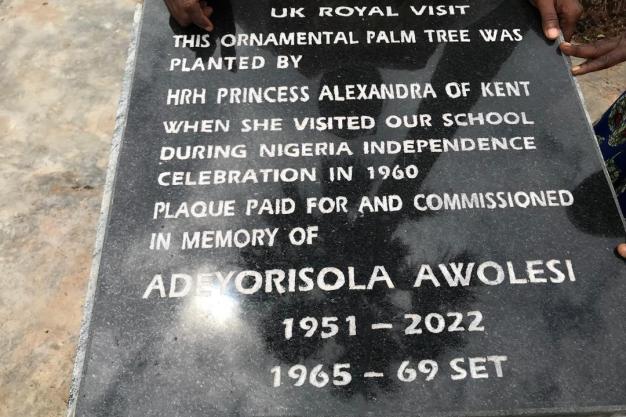 UK ROYAL VISIT
THIS ORNAMENTAL PALM TREE WAS
PLANTED BY
HRH PRINCESS ALEXANDRA OF KENT
WHEN SHE VISITED OUR SCHOOL
DURING NIGERIA INDEPENDENCE
CELEBRATION IN 1960
PLAQUE PAID FOR AND COMMISSIONED
IN MEMORY OF
ADEYORISOLA AWOLESI
1951 – 2022
1965 – 69 SET